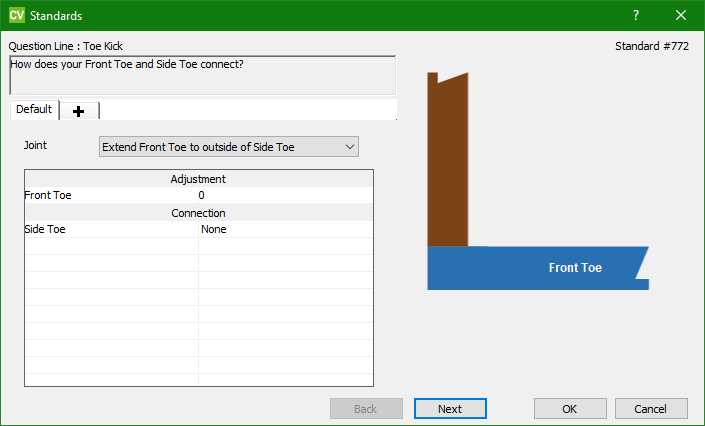 CV Standards ?
Question Line : Toe Kick
Standard #772
How does your Front Toe and Side Toe connect?
Default
Joint Extend Front Toe to outside of Side Toe
Adjustment
Front Toe 0
Connection
Side Toe None
Front Toe
Back Next OK Cancel